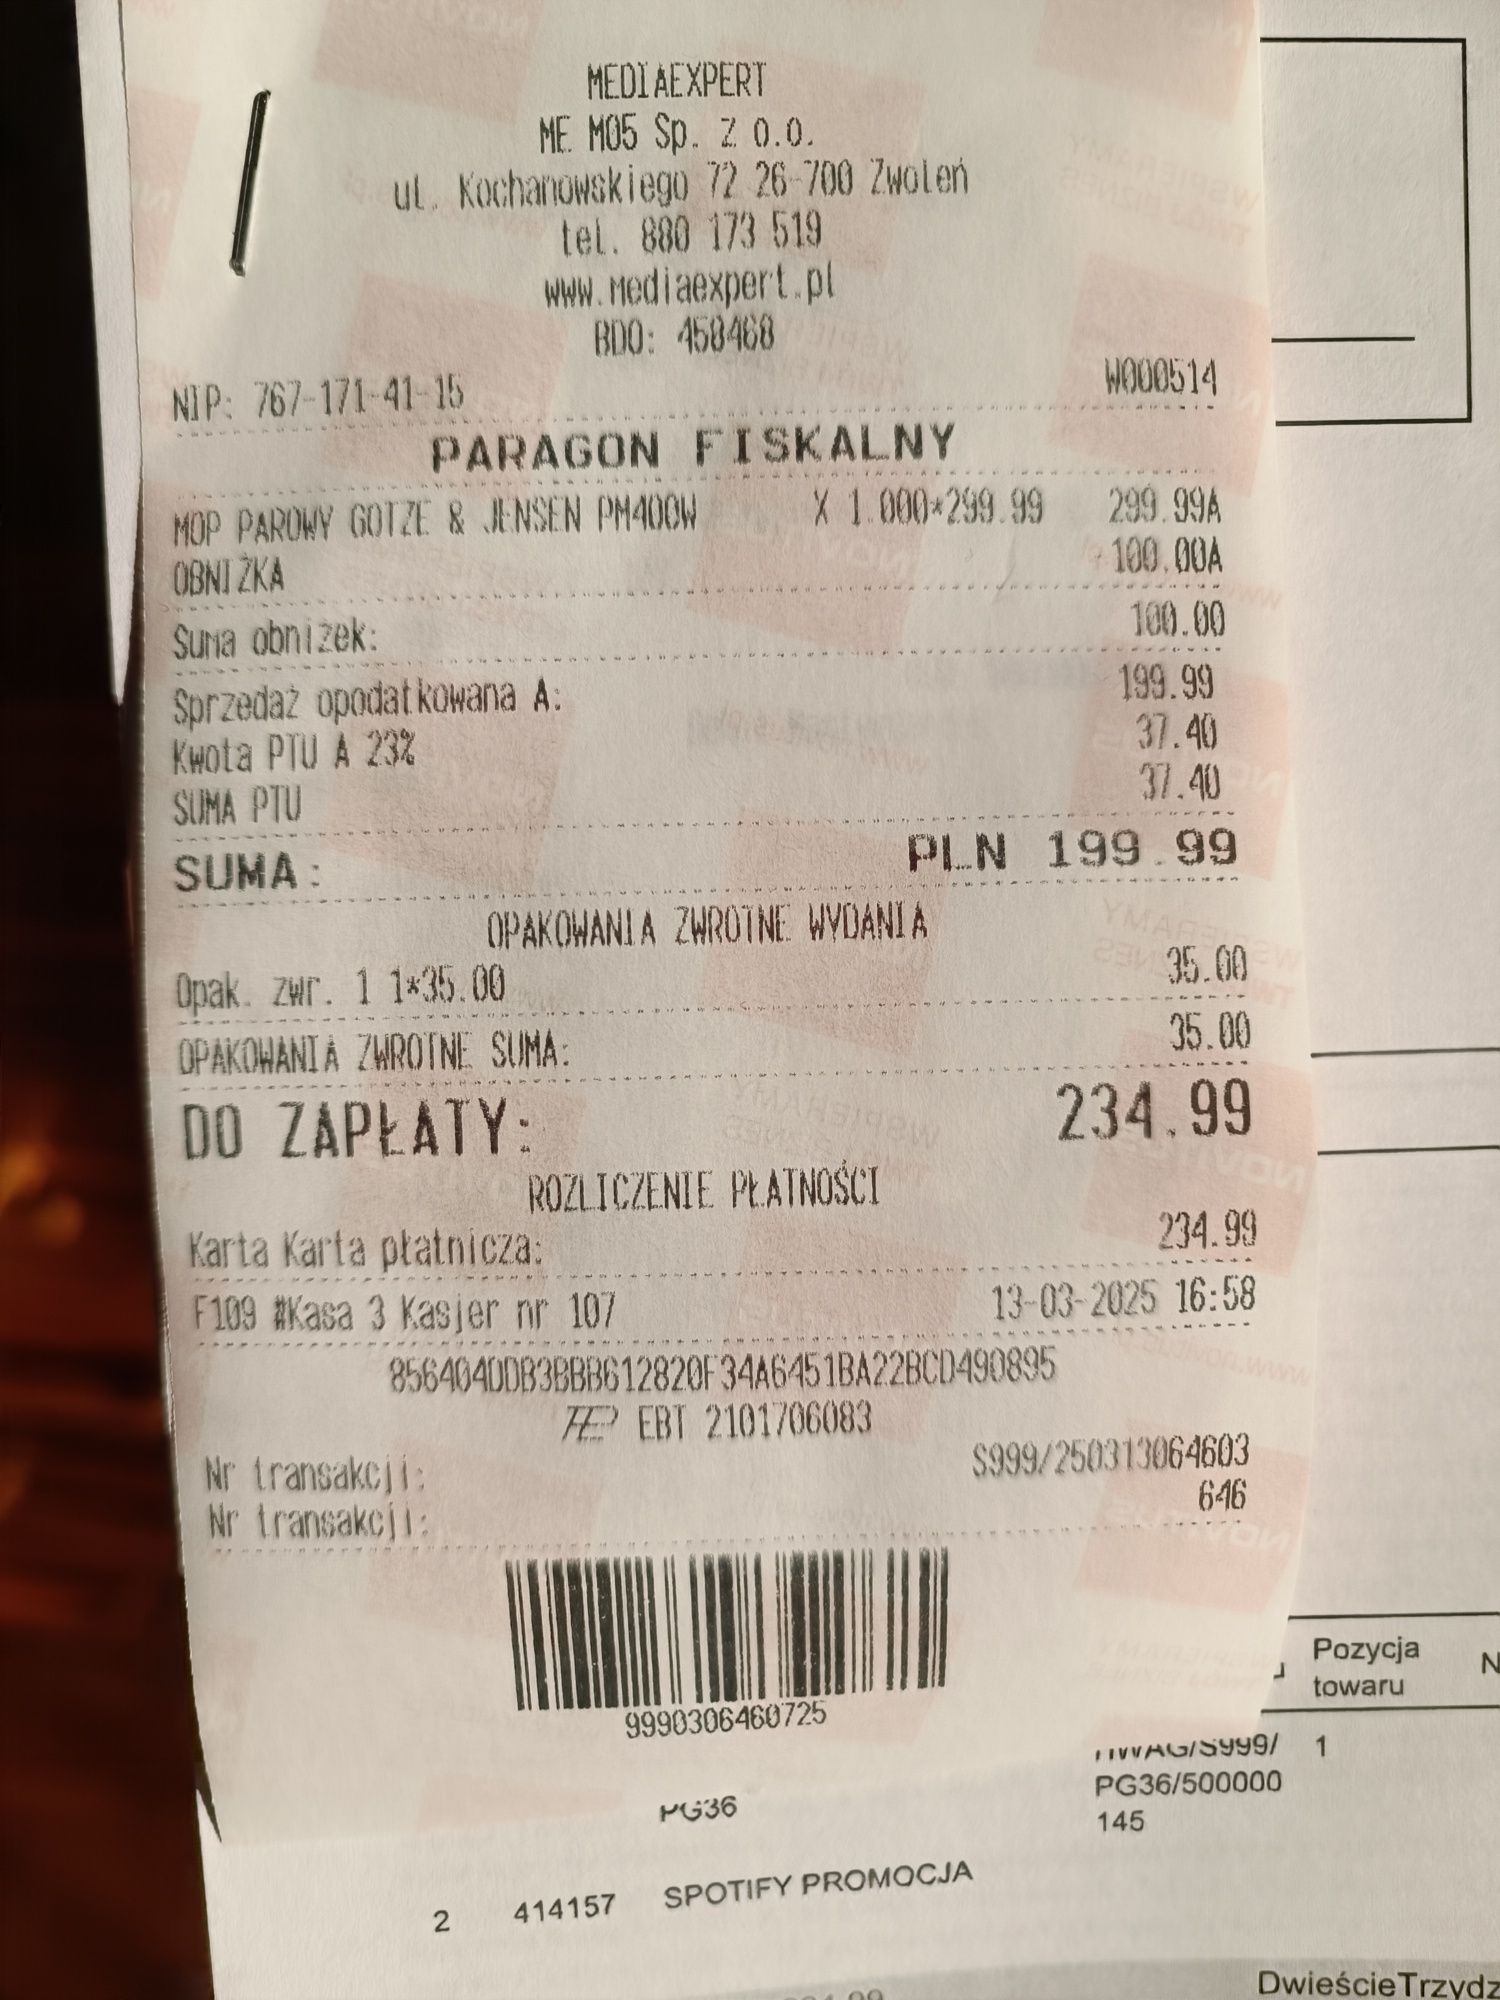 MEDIAEXPERT
ME M05 Sp. z o.o.
ul. Kochanowskiego 72 26-700 Zwoleń
tel. 880 173 519
www.mediaexpert.pl
BDO: 458468
NIP: 767-171-41-15 W000514
PARAGON FISKALNY
MOP PAROWY GOTZE & JENSEN PM400W X 1.000*299.99 299.99A
OBNIŻKA -100.00A
Suma obniżek: 100.00
Sprzedaż opodatkowana A: 199.99
Kwota PTU A 23% 37.40
SUMA PTU 37.40
SUMA: PLN 199.99
OPAKOWANIA ZWROTNE WYDANIA
Opak. zwr. 1 1*35.00 35.00
OPAKOWANIA ZWROTNE SUMA: 35.00
DO ZAPŁATY: 234.99
ROZLICZENIE PŁATNOŚCI
Karta Karta płatnicza: 234.99
F109 #Kasa 3 Kasjer nr 107 13-03-2025 16:58
856404DDB3BBB612820F34A6451BA22BCD490895
EBT 2101706083
Nr transakcji: S999/250313064603
Nr transakcji: 646
9990306460725
Pozycja
towaru
HWAG/S999/ 1
PG36 PG36/500000
145
2 414157 SPOTIFY PROMOCJA
DwieścieTrzydz